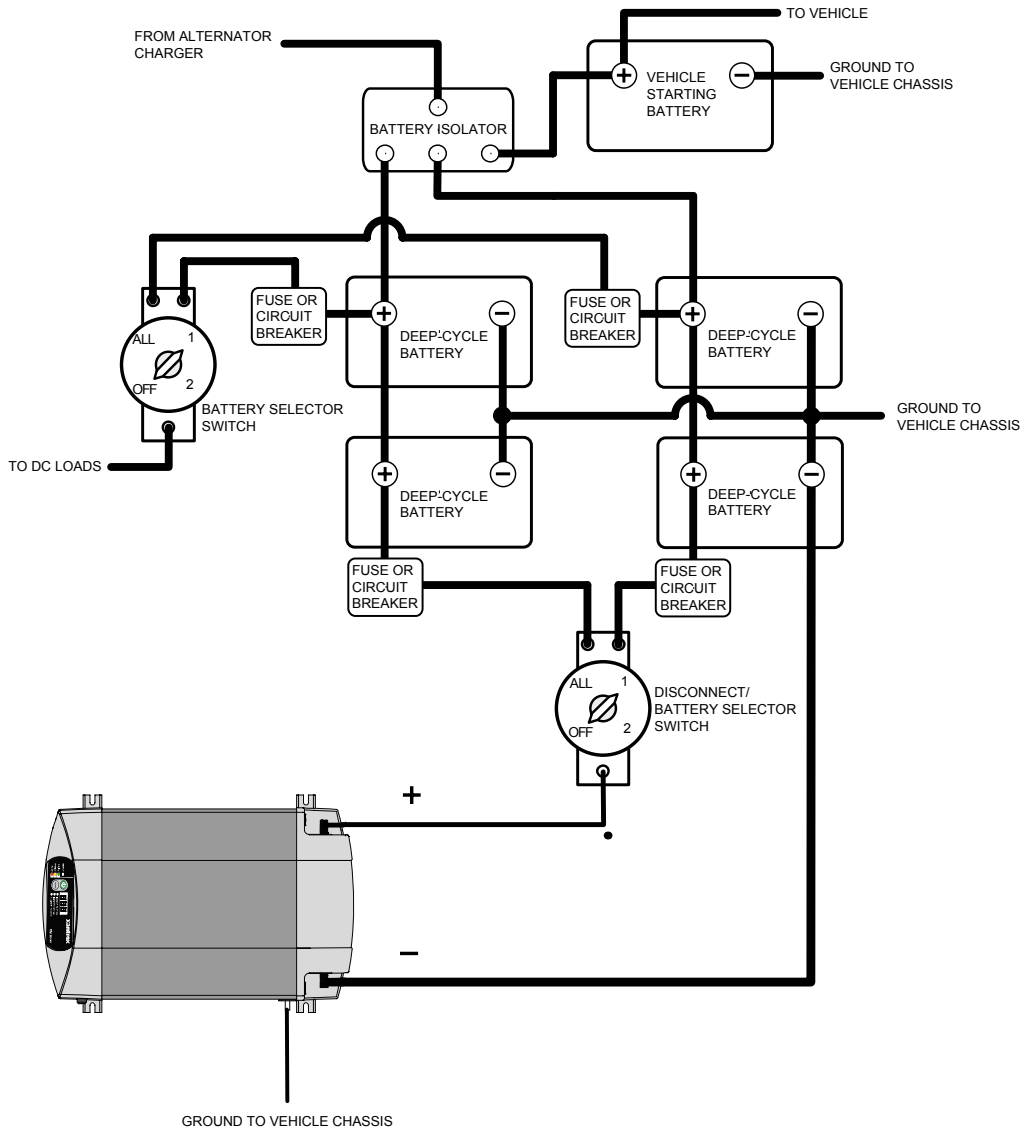 TO VEHICLE
FROM ALTERNATOR
CHARGER
GROUND TO
VEHICLE CHASSIS
+
−
VEHICLE
STARTING
BATTERY
BATTERY ISOLATOR
FUSE OR
CIRCUIT
BREAKER
+
−
DEEP-CYCLE
BATTERY
FUSE OR
CIRCUIT
BREAKER
+
−
DEEP-CYCLE
BATTERY
ALL
1
OFF
2
BATTERY SELECTOR
SWITCH
GROUND TO
VEHICLE CHASSIS
TO DC LOADS
+
−
DEEP-CYCLE
BATTERY
+
−
DEEP-CYCLE
BATTERY
FUSE OR
CIRCUIT
BREAKER
FUSE OR
CIRCUIT
BREAKER
ALL
1
OFF
2
DISCONNECT/
BATTERY SELECTOR
SWITCH
+
−
GROUND TO VEHICLE CHASSIS